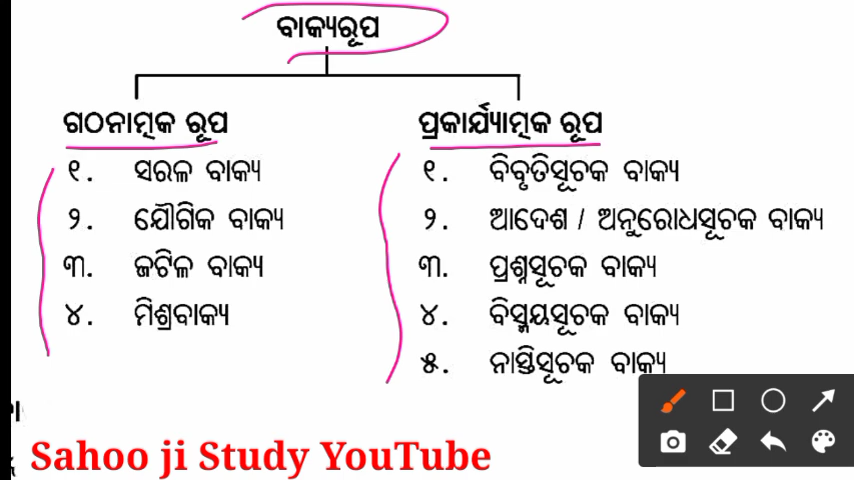 ବାକ୍ୟରୂପ
ଗଠନାତ୍ମକ ରୂପ
୧. ସରଳ ବାକ୍ୟ
୨. ଯୌଗିକ ବାକ୍ୟ
୩. ଜଟିଳ ବାକ୍ୟ
୪. ମିଶ୍ରବାକ୍ୟ
ପ୍ରକାର୍ଯ୍ୟାତ୍ମକ ରୂପ
୧. ବିବୃତିସୂଚକ ବାକ୍ୟ
୨. ଆଦେଶ / ଅନୁରୋଧସୂଚକ ବାକ୍ୟ
୩. ପ୍ରଶ୍ନସୂଚକ ବାକ୍ୟ
୪. ବିସ୍ମୟସୂଚକ ବାକ୍ୟ
୫. ନାସ୍ତିସୂଚକ ବାକ୍ୟ
Sahoo ji Study YouTube